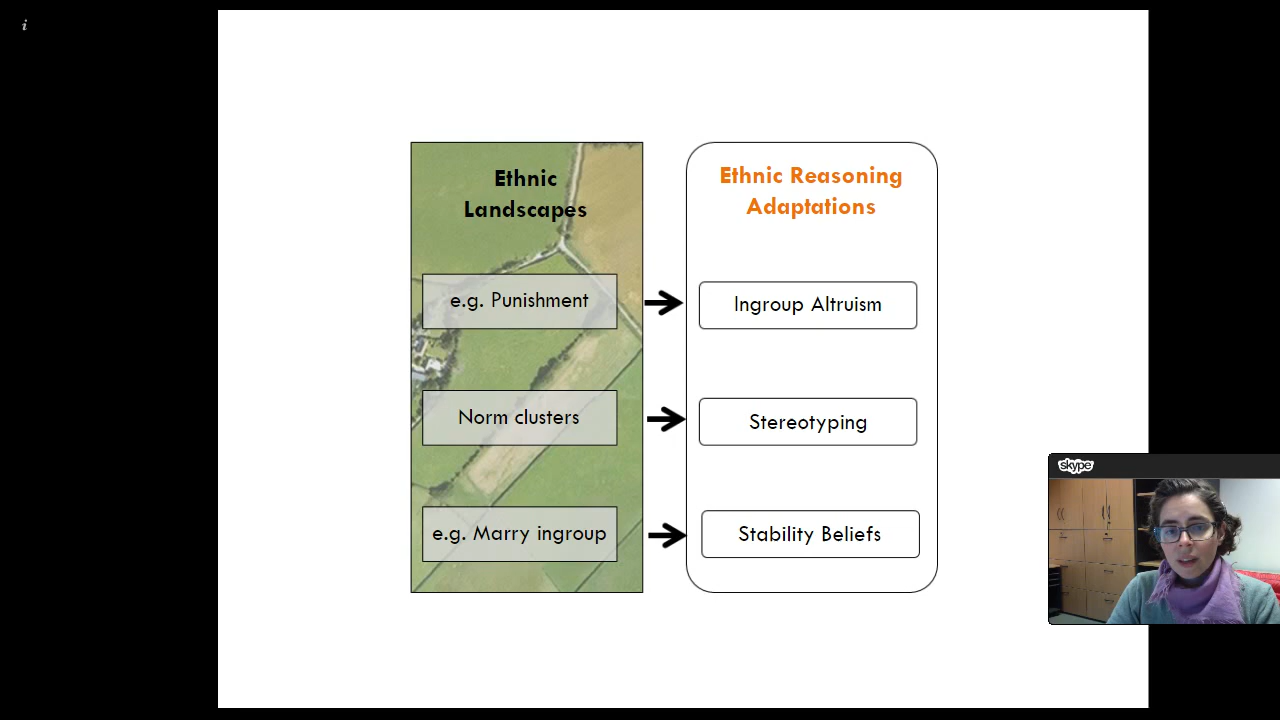 i
Ethnic
Landscapes
e.g. Punishment
Norm clusters
e.g. Marry ingroup
Ethnic Reasoning
Adaptations
Ingroup Altruism
Stereotyping
Stability Beliefs
skype